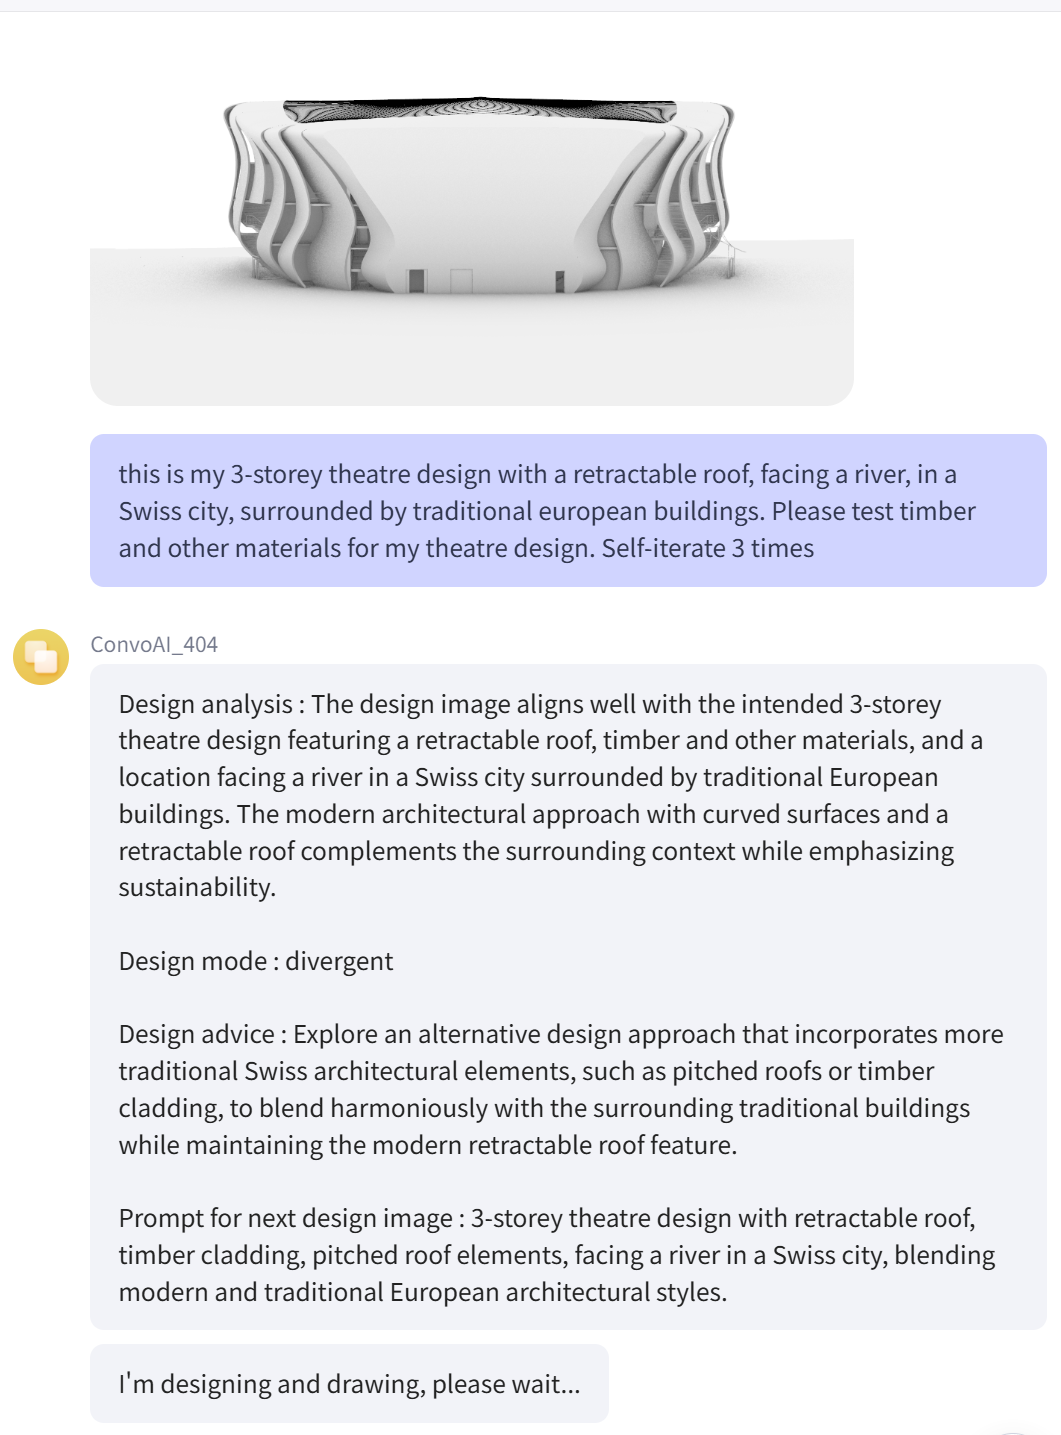 this is my 3-storey theatre design with a retractable roof, facing a river, in a
Swiss city, surrounded by traditional european buildings. Please test timber
and other materials for my theatre design. Self-iterate 3 times
ConvoAI_404
Design analysis : The design image aligns well with the intended 3-storey
theatre design featuring a retractable roof, timber and other materials, and a
location facing a river in a Swiss city surrounded by traditional European
buildings. The modern architectural approach with curved surfaces and a
retractable roof complements the surrounding context while emphasizing
sustainability.
Design mode : divergent
Design advice : Explore an alternative design approach that incorporates more
traditional Swiss architectural elements, such as pitched roofs or timber
cladding, to blend harmoniously with the surrounding traditional buildings
while maintaining the modern retractable roof feature.
Prompt for next design image : 3-storey theatre design with retractable roof,
timber cladding, pitched roof elements, facing a river in a Swiss city, blending
modern and traditional European architectural styles.
I'm designing and drawing, please wait...